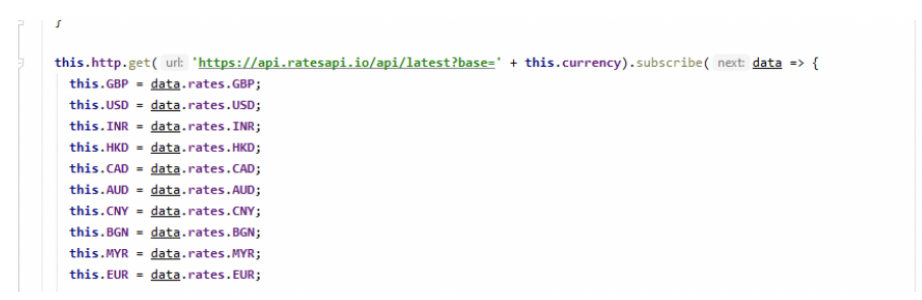 }
this.http.get( url: 'https://api.ratesapi.io/api/latest?base=' + this.currency).subscribe( next: data => {
this.GBP = data.rates.GBP;
this.USD = data.rates.USD;
this.INR = data.rates.INR;
this.HKD = data.rates.HKD;
this.CAD = data.rates.CAD;
this.AUD = data.rates.AUD;
this.CNY = data.rates.CNY;
this.BGN = data.rates.BGN;
this.MYR = data.rates.MYR;
this.EUR = data.rates.EUR;